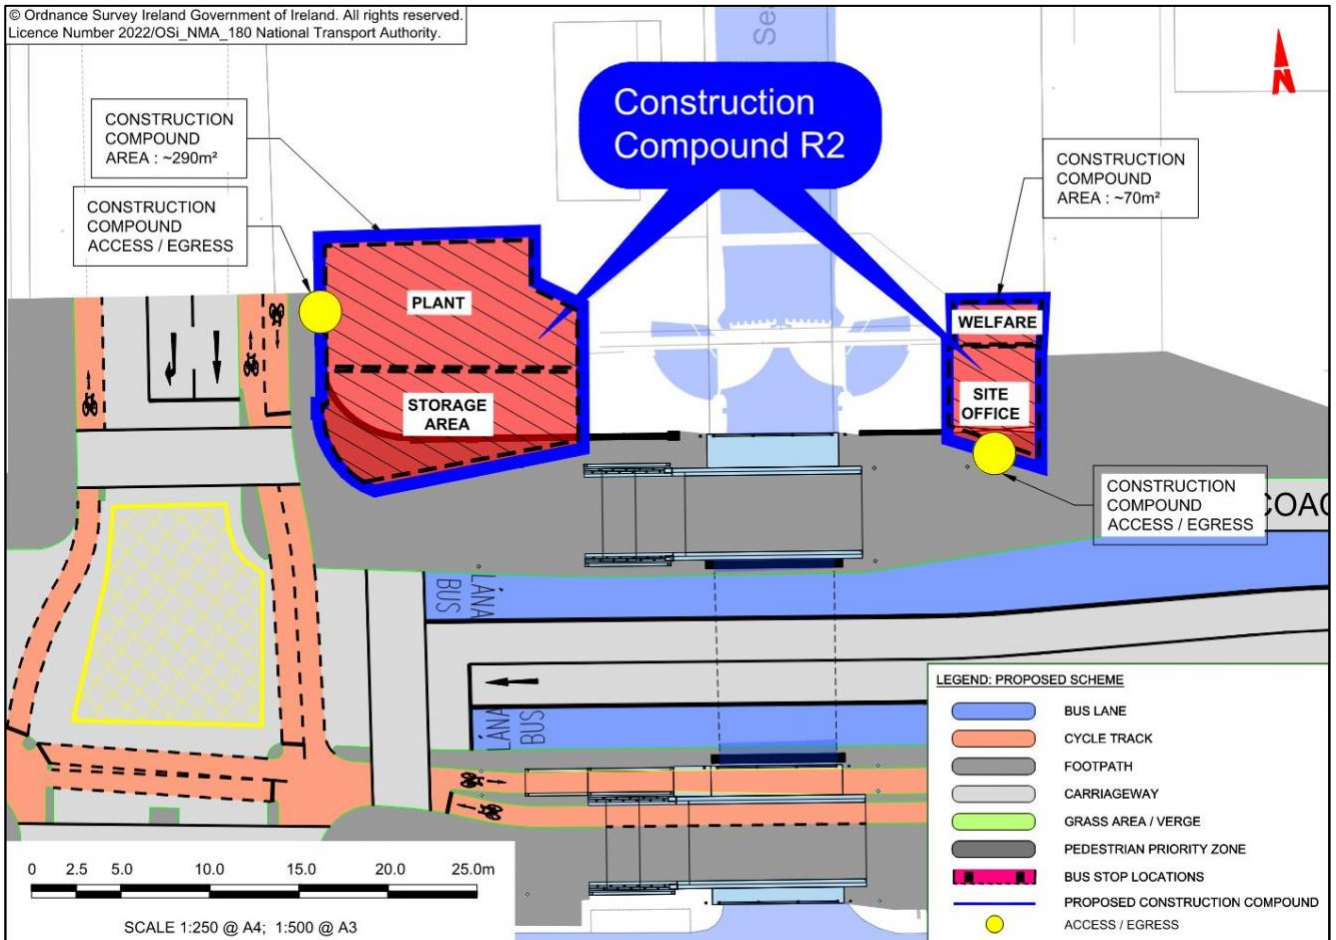 © Ordnance Survey Ireland Government of Ireland. All rights reserved.
Licence Number 2022/OSi_NMA_180 National Transport Authority.
Construction
Compound R2
CONSTRUCTION
COMPOUND
AREA : ~290m²
CONSTRUCTION
COMPOUND
ACCESS / EGRESS
CONSTRUCTION
COMPOUND
AREA : ~70m²
N
PLANT
STORAGE
AREA
WELFARE
SITE
OFFICE
CONSTRUCTION
COMPOUND
ACCESS / EGRESS
LÁNA
BUS
LÁNA
BUS
LEGEND: PROPOSED SCHEME
BUS LANE
CYCLE TRACK
FOOTPATH
CARRIAGEWAY
GRASS AREA / VERGE
PEDESTRIAN PRIORITY ZONE
BUS STOP LOCATIONS
PROPOSED CONSTRUCTION COMPOUND
ACCESS / EGRESS
0 2.5 5.0 10.0 15.0 20.0 25.0m
SCALE 1:250 @ A4; 1:500 @ A3